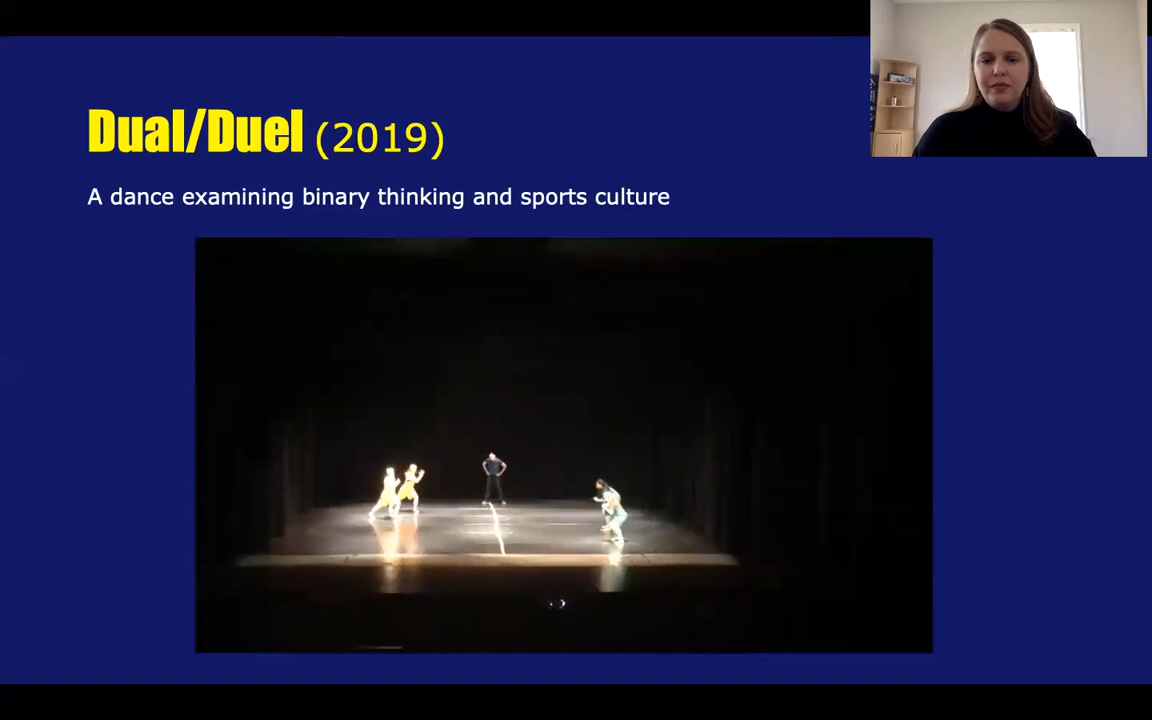 Dual/Duel (2019)
A dance examining binary thinking and sports culture